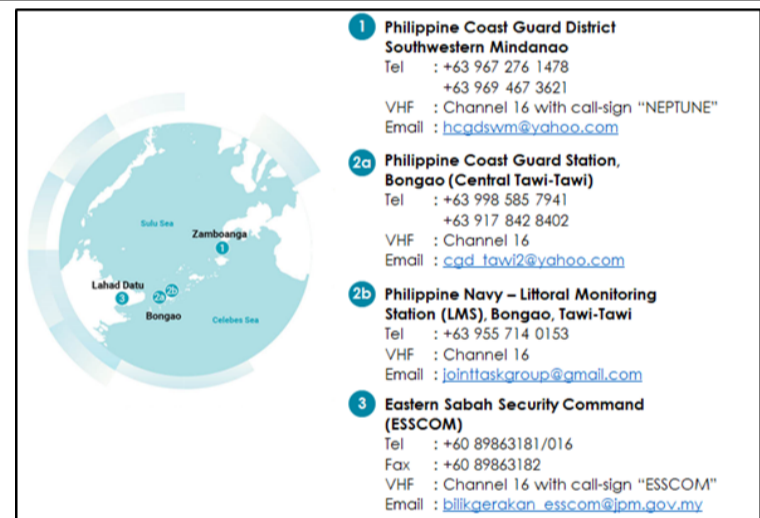 1 Philippine Coast Guard District
Southwestern Mindanao
Tel : +63 967 276 1478
+63 969 467 3621
VHF : Channel 16 with call-sign “NEPTUNE”
Email : hcgdswm@yahoo.com
2a Philippine Coast Guard Station,
Bongao (Central Tawi-Tawi)
Tel : +63 998 585 7941
+63 917 842 8402
VHF : Channel 16
Email : cgd_tawi2@yahoo.com
2b Philippine Navy – Littoral Monitoring
Station (LMS), Bongao, Tawi-Tawi
Tel : +63 955 714 0153
VHF : Channel 16
Email : jointtaskgroup@gmail.com
3 Eastern Sabah Security Command
(ESSCOM)
Tel : +60 89863181/016
Fax : +60 89863182
VHF : Channel 16 with call-sign “ESSCOM”
Email : bilikgerakan_esscom@jpm.gov.my
Sulu Sea
Zamboanga
1
Lahad Datu
3
2a
2b
Bongao
Celebes Sea